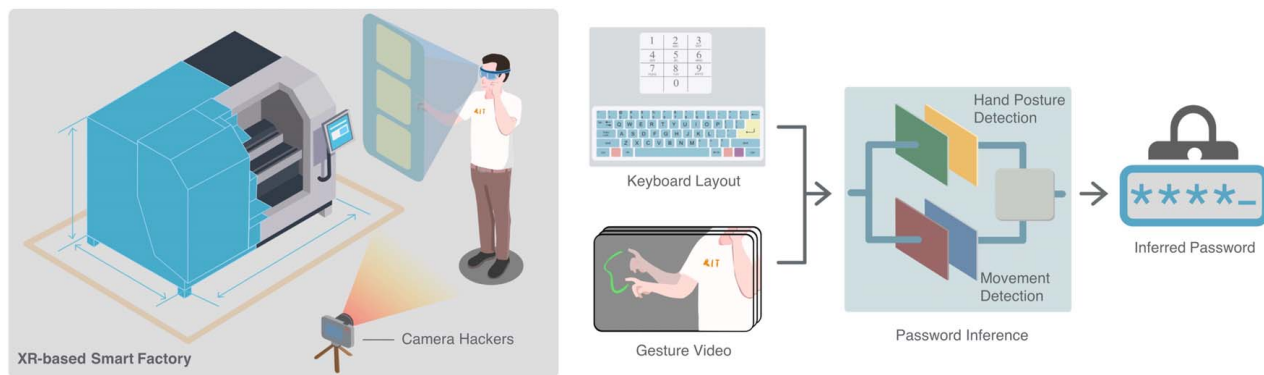 XR-based Smart Factory
Camera Hackers
1 2 3
4 5 6
7 8 9
0
Q W E R T Y U I O P
A S D F G H J K L
Z X C V B N M
Keyboard Layout
Gesture Video
Hand Posture
Detection
Movement
Detection
Password Inference
****_
Inferred Password